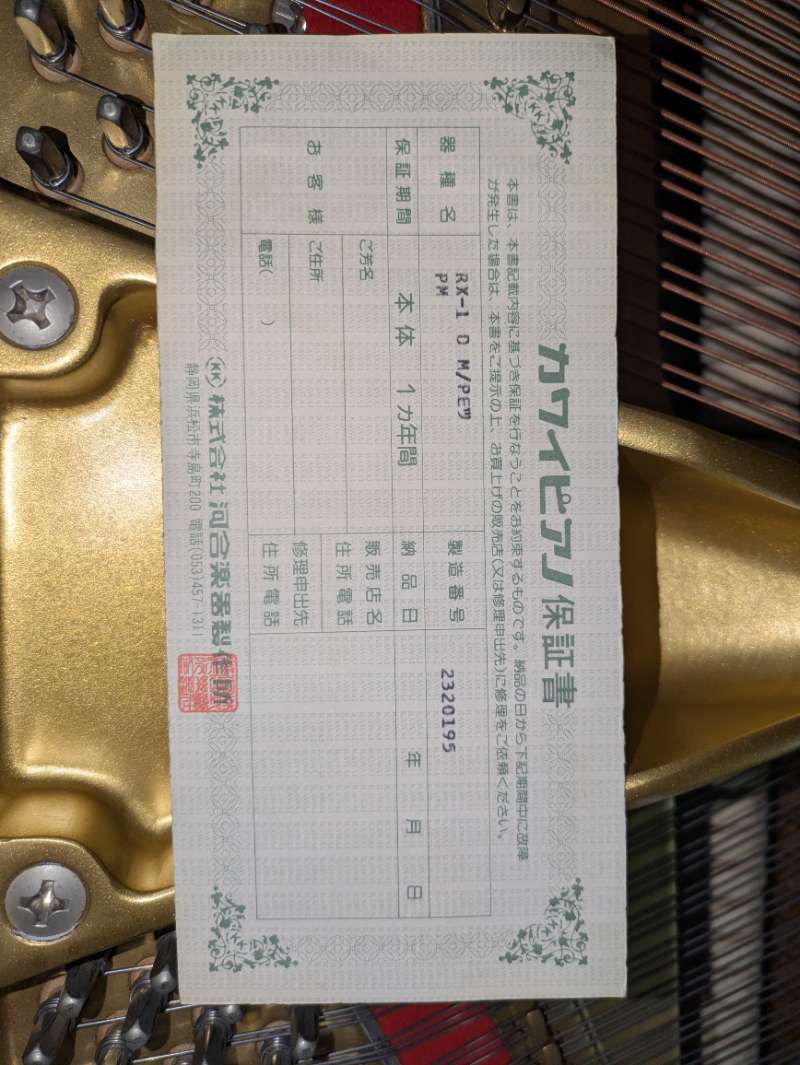 カワイピアノ保証書
本書は、本書記載内容に基づき保証を行なうことをお約束するものです。納品の日から下記期間中に故障
が発生した場合は、本書をご提示の上、お買上げの販売店(又は修理申出先)に修理をご依頼ください。
器種名 RX-1 0 M/PEﾂ 製造番号 2320195
PM
保証期間 本体 1カ年間 納品日 年 月 日
お客様 ご芳名 販売店名
住所電話
ご住所 修理申出先
住所電話
電話( )
KK 株式会社 河合楽器製作所
静岡県浜松市寺島町200 電話(053)457-1311